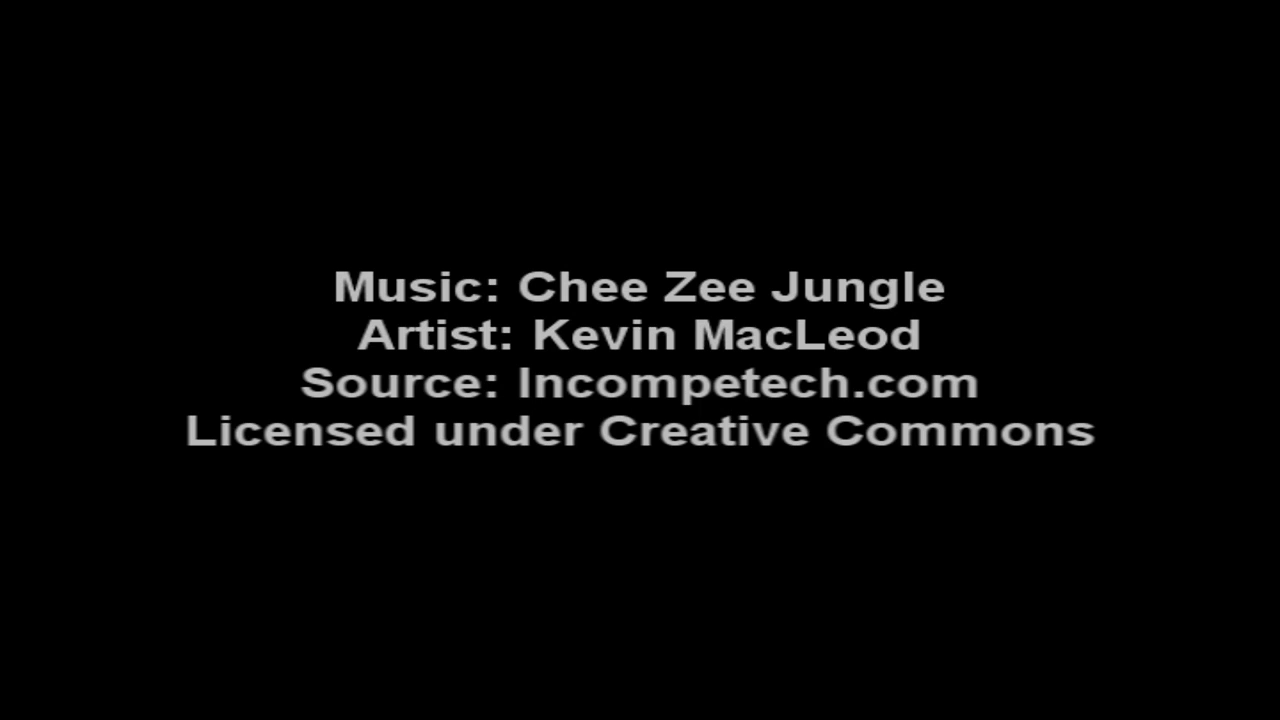 Music: Chee Zee Jungle
Artist: Kevin MacLeod
Source: Incompetech.com
Licensed under Creative Commons